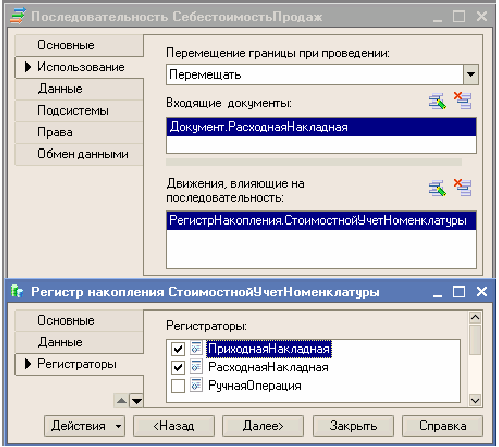 Последовательность СебестоимостьПродаж
Основные
Использование
Данные
Подсистемы
Права
Обмен данными
Перемещение границы при проведении:
Перемещать
Входящие документы:
Документ.РасходнаяНакладная
Движения, влияющие на
последовательность:
РегистрНакопления.СтоимостнойУчетНоменклатуры
Регистр накопления СтоимостнойУчетНоменклатуры
Основные
Данные
Регистраторы
Регистраторы:
ПриходнаяНакладная
РасходнаяНакладная
РучнаяОперация
Действия
<Назад
Далее>
Закрыть
Справка